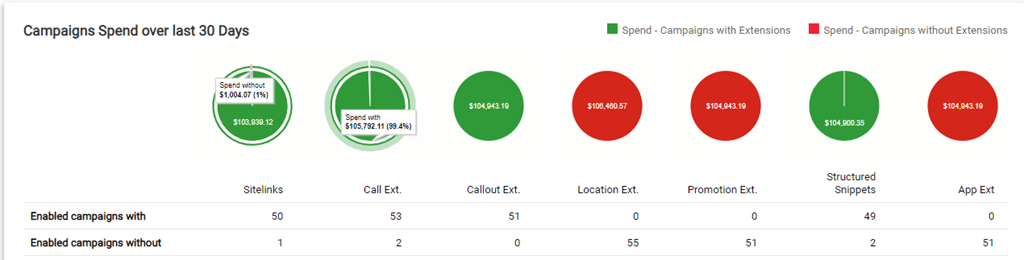 Campaigns Spend over last 30 Days
Spend - Campaigns with Extensions
Spend - Campaigns without Extensions
Spend without
$1,004.07 (1%)
$103,939.12
Spend with
$105,792.11 (99.4%)
$104,943.19
$106,460.57
$104,943.19
$104,900.35
$104,943.19
Sitelinks
Call Ext.
Callout Ext.
Location Ext.
Promotion Ext.
Structured
Snippets
App Ext
Enabled campaigns with 50 53 51 0 0 49 0
Enabled campaigns without 1 2 0 55 51 2 51